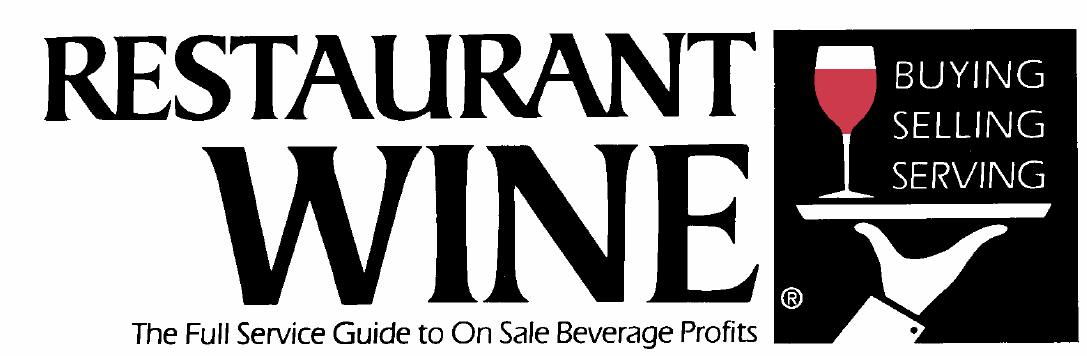 RESTAURANT
WINE
The Full Service Guide to On Sale Beverage Profits
BUYING
SELLING
SERVING
®